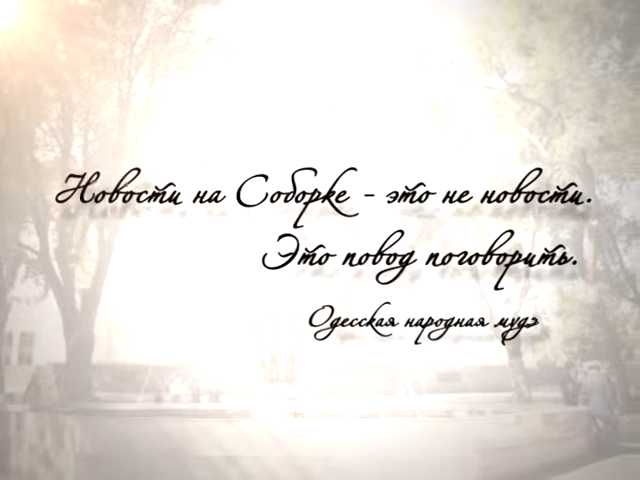 Новости на Соборке - это не новости.
Это повод поговорить.
Одесская народная мудэ